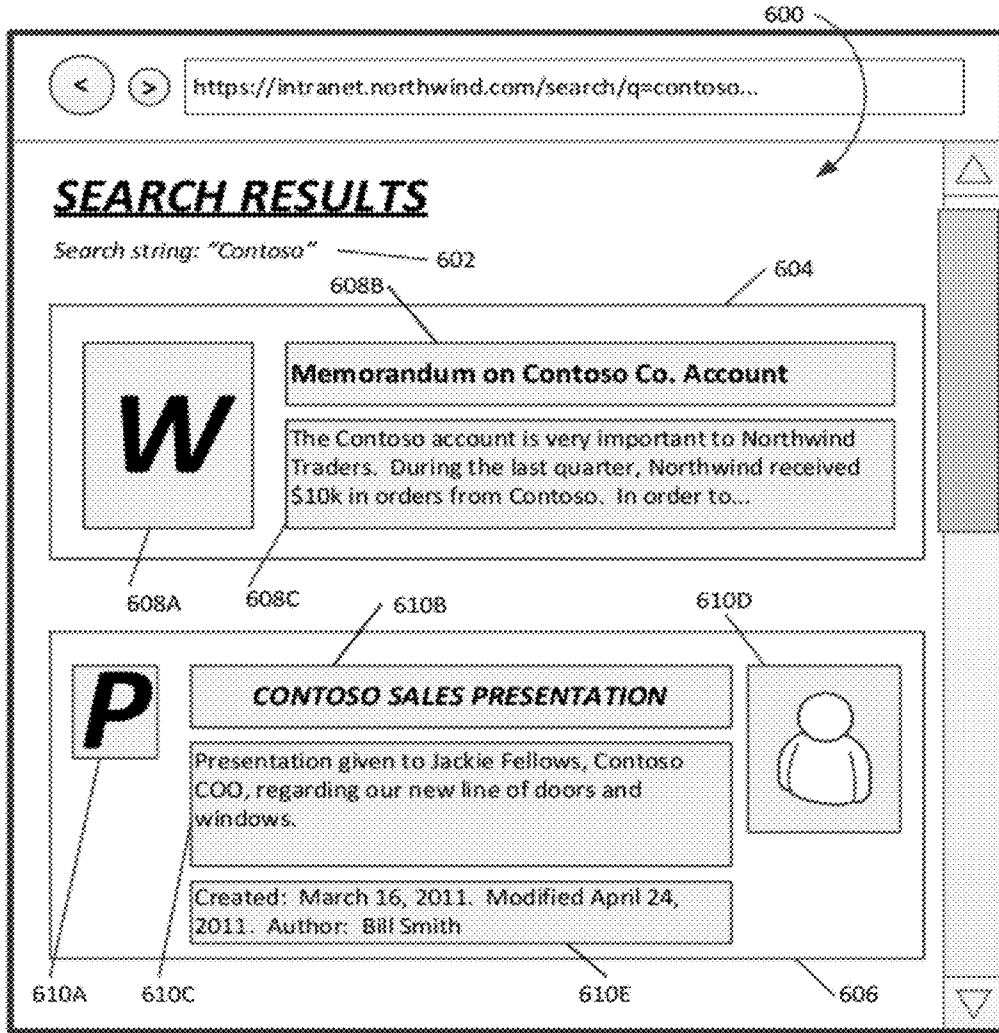 600
<
>
https://intranet.northwind.com/search/q=contoso...
SEARCH RESULTS
Search string: "Contoso"
602
604
608B
W
Memorandum on Contoso Co. Account
The Contoso account is very important to Northwind
Traders. During the last quarter, Northwind received
$10k in orders from Contoso. In order to...
608A
608C
610B
610D
P
CONTOSO SALES PRESENTATION
Presentation given to Jackie Fellows, Contoso
COO, regarding our new line of doors and
windows.
Created: March 16, 2011. Modified April 24,
2011. Author: Bill Smith
610A
610C
610E
606